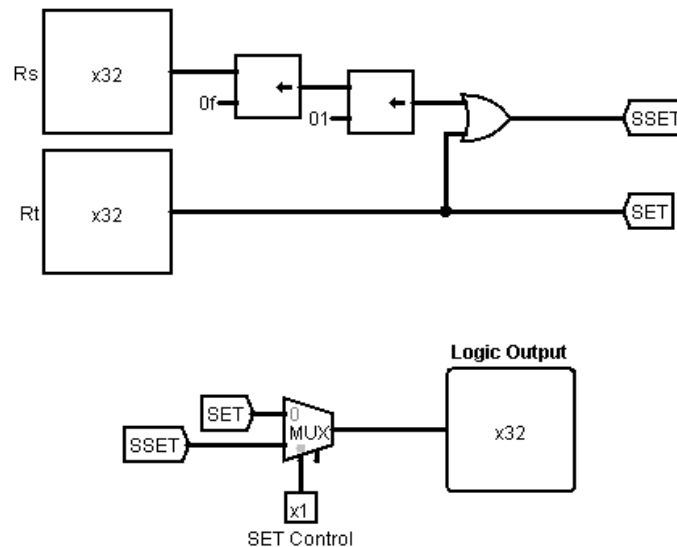 Rs
x32
0f
01
SSET
Rt
x32
SET
Logic Output
SET
0
MUX
SSET
x32
x1
SET Control